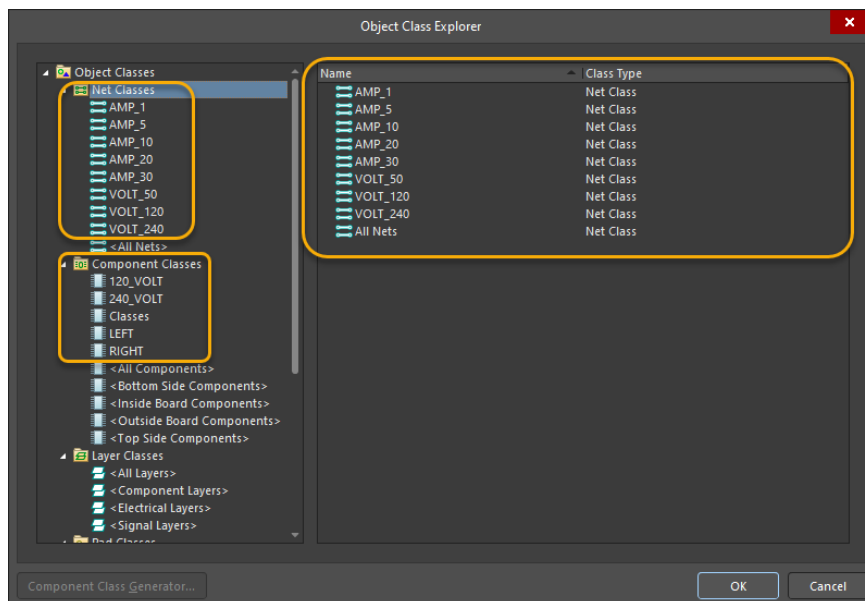 Object Class Explorer
Object Classes
Net Classes
AMP_1
AMP_5
AMP_10
AMP_20
AMP_30
VOLT_50
VOLT_120
VOLT_240
<All Nets>
Component Classes
120_VOLT
240_VOLT
Classes
LEFT
RIGHT
<All Components>
<Bottom Side Components>
<Inside Board Components>
<Outside Board Components>
<Top Side Components>
Layer Classes
<All Layers>
<Component Layers>
<Electrical Layers>
<Signal Layers>
Pad Classes
Name Class Type
AMP_1 Net Class
AMP_5 Net Class
AMP_10 Net Class
AMP_20 Net Class
AMP_30 Net Class
VOLT_50 Net Class
VOLT_120 Net Class
VOLT_240 Net Class
All Nets Net Class
Component Class Generator...
OK
Cancel